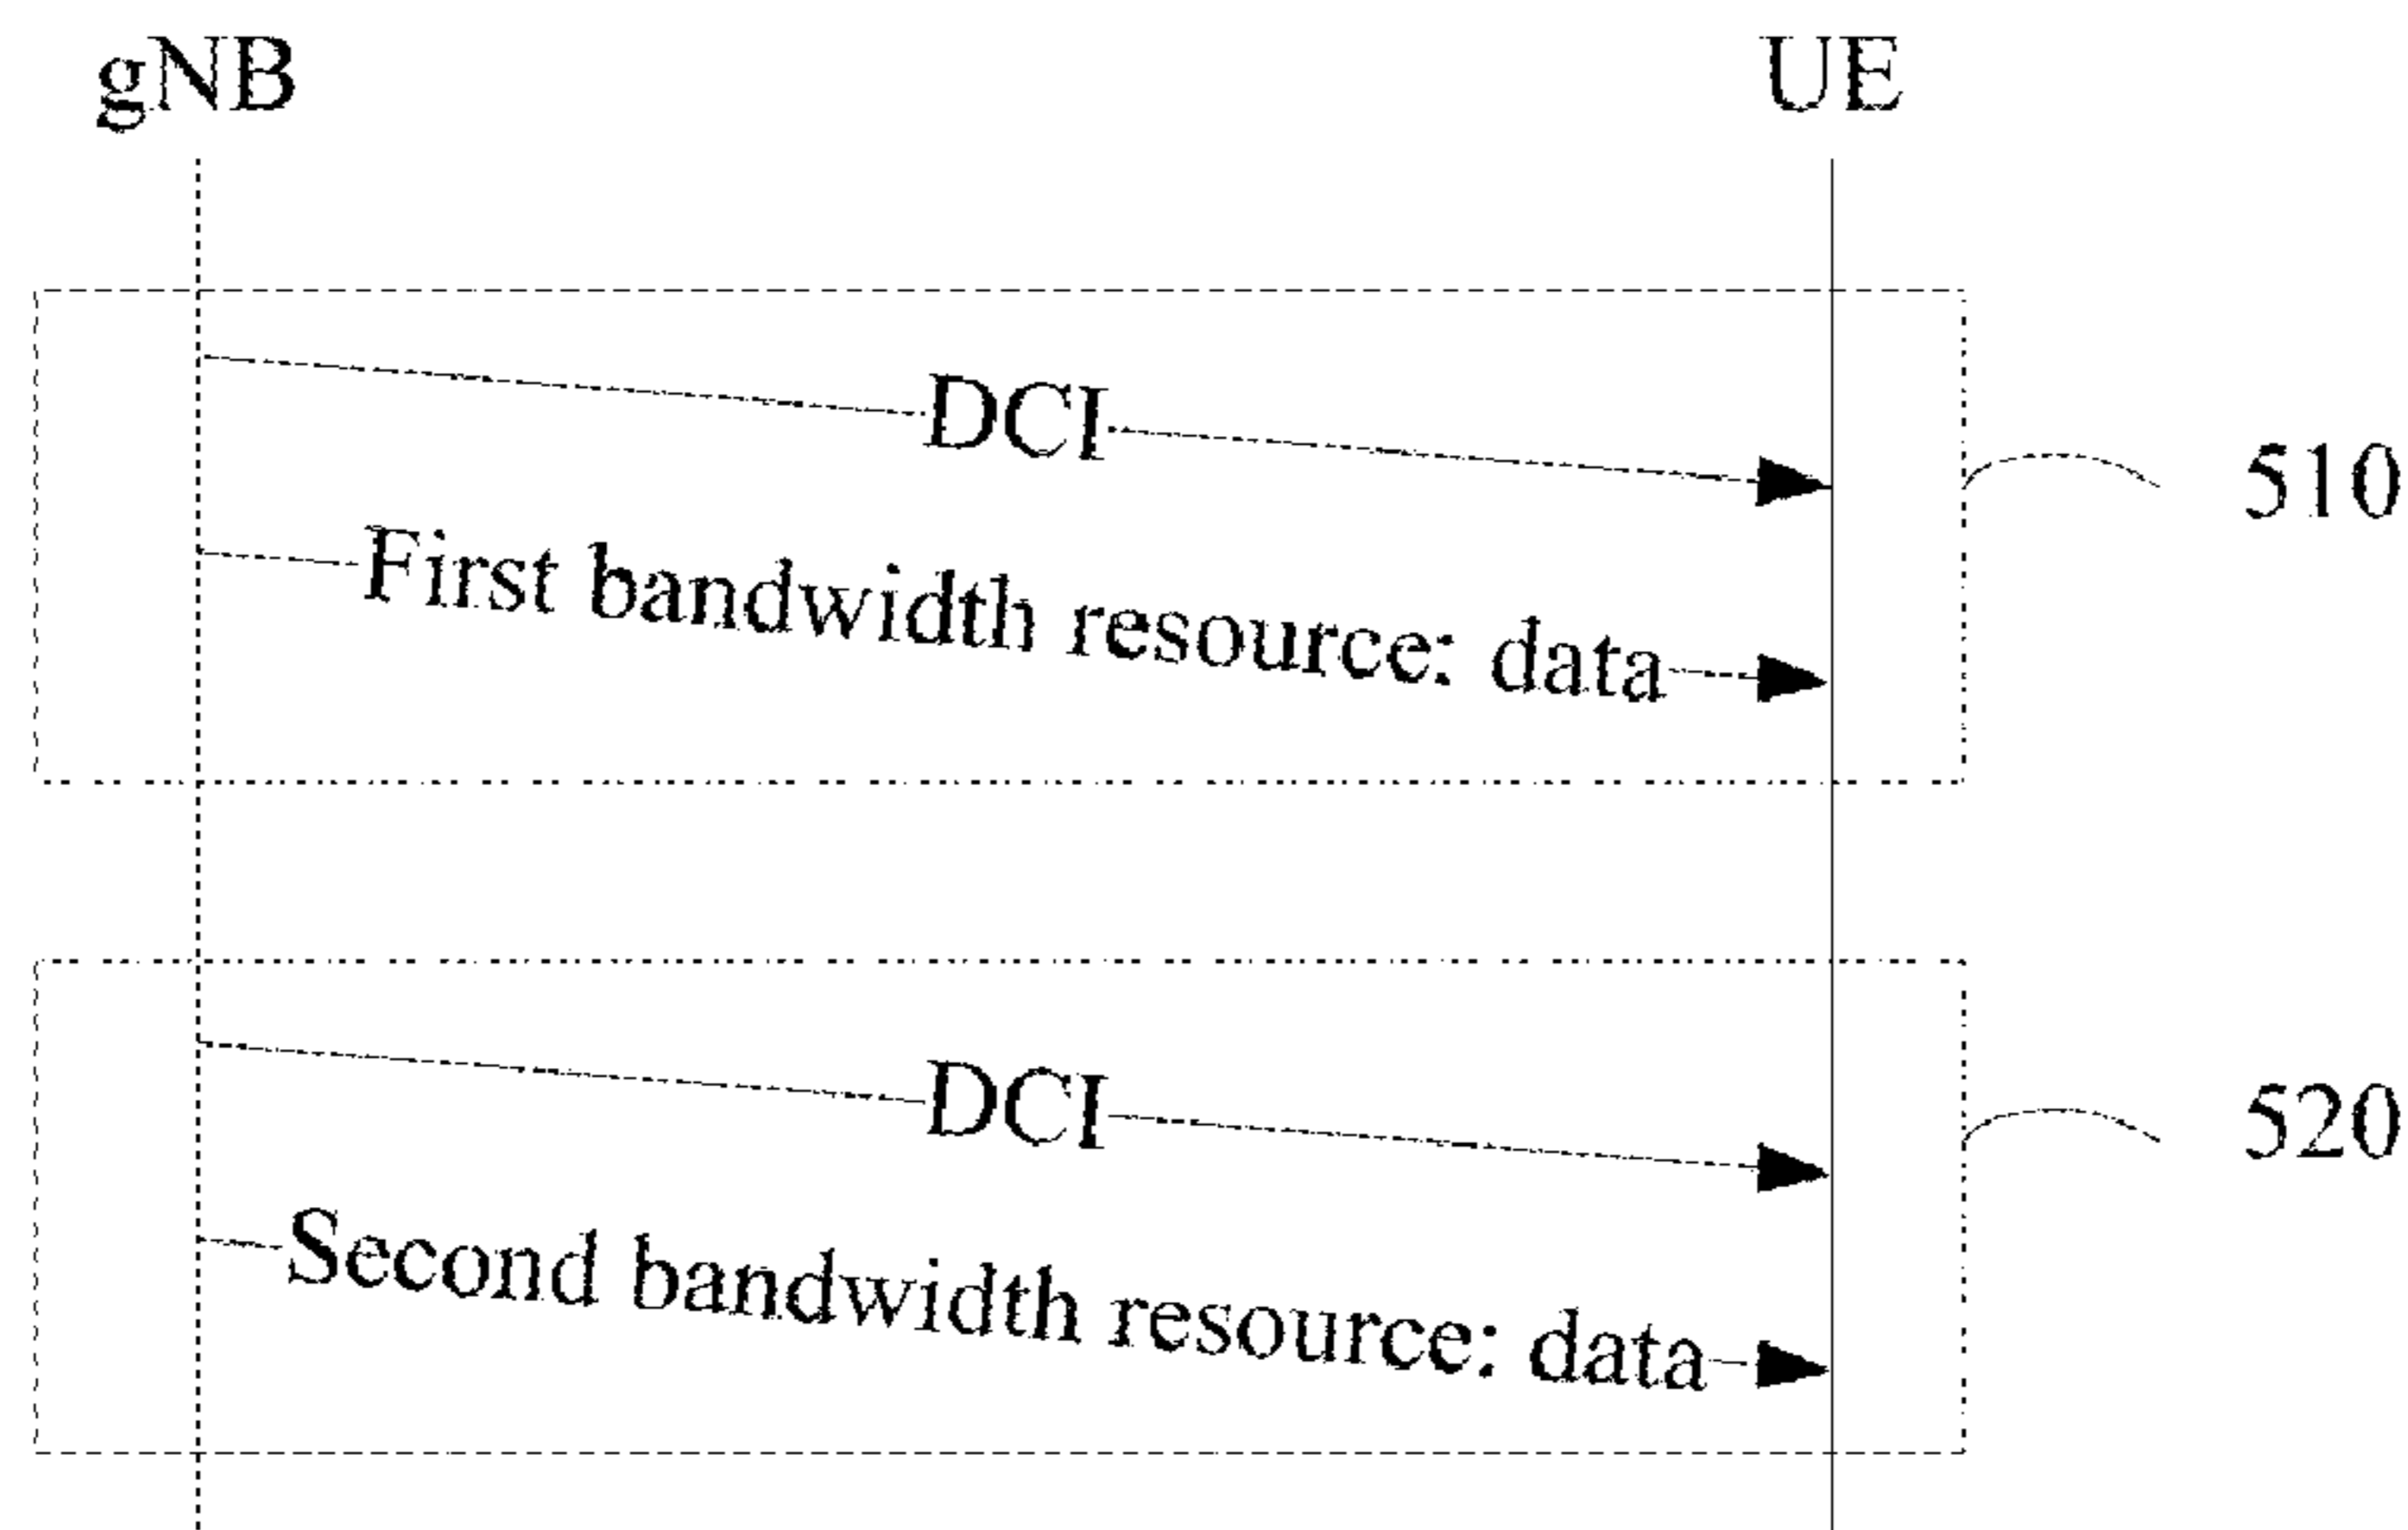 gNB UE
DCI
510
First bandwidth resource: data
DCI
520
Second bandwidth resource: data